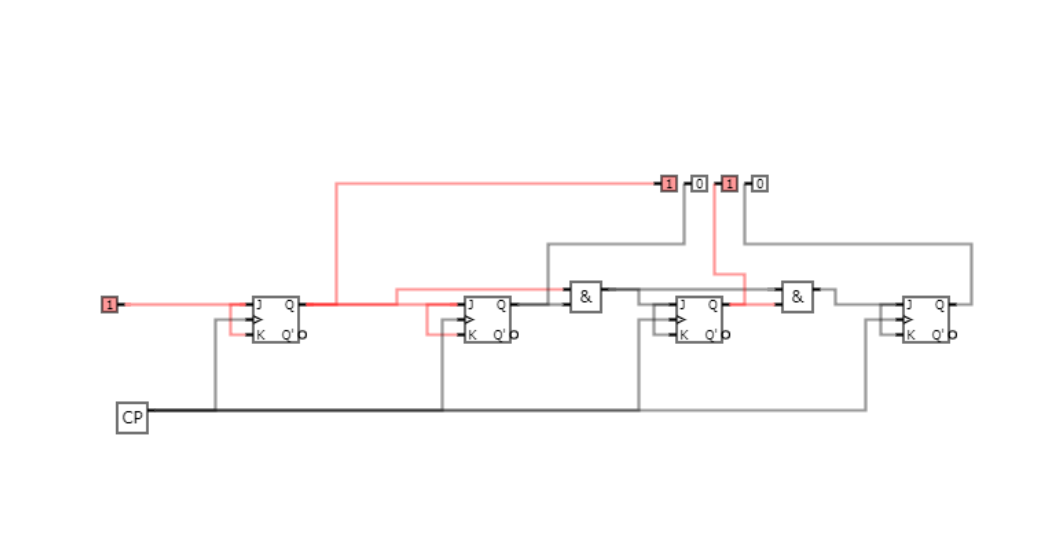 1 0 1 0
& &
1 J Q J Q J Q J Q
K Q' K Q' K Q' K Q'
CP